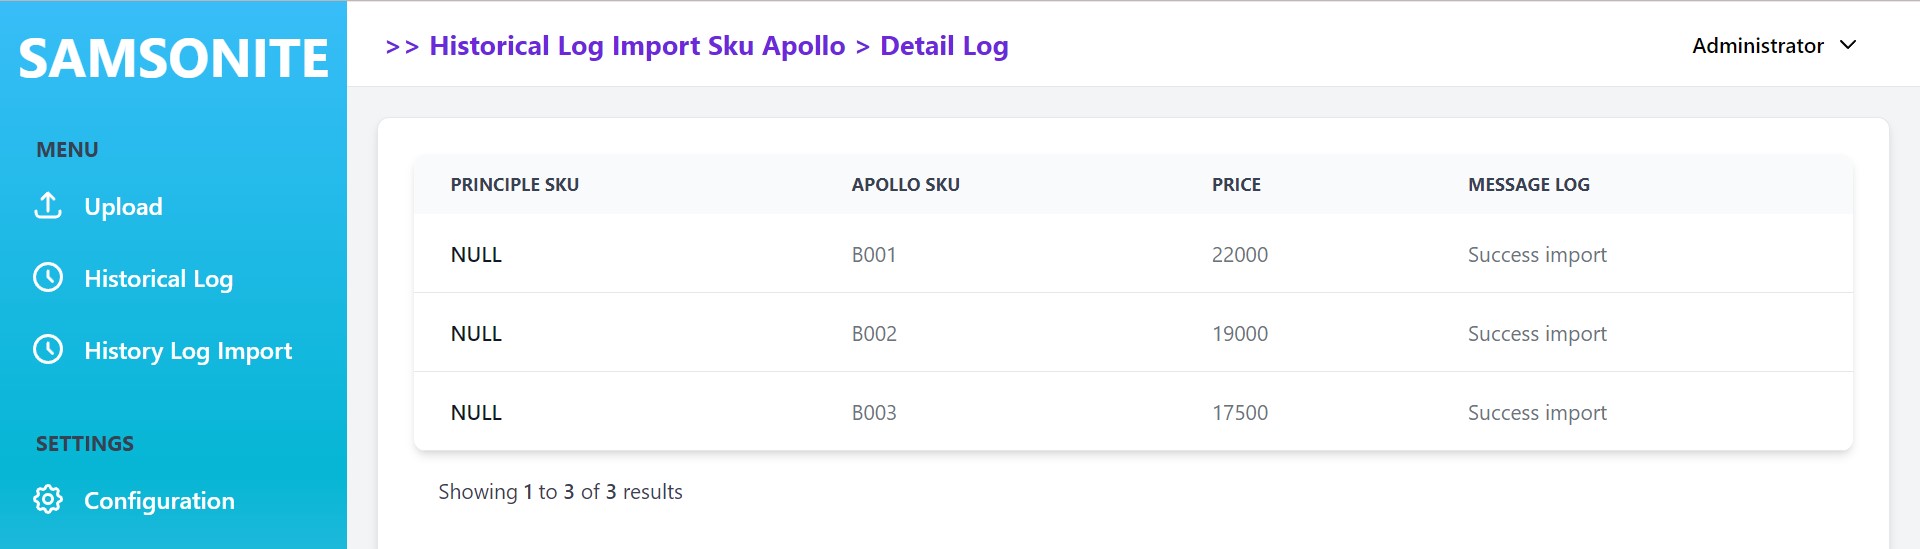 SAMSONITE
MENU
Upload
Historical Log
History Log Import
SETTINGS
Configuration
>> Historical Log Import Sku Apollo > Detail Log
Administrator
PRINCIPLE SKU APOLLO SKU PRICE MESSAGE LOG
NULL B001 22000 Success import
NULL B002 19000 Success import
NULL B003 17500 Success import
Showing 1 to 3 of 3 results